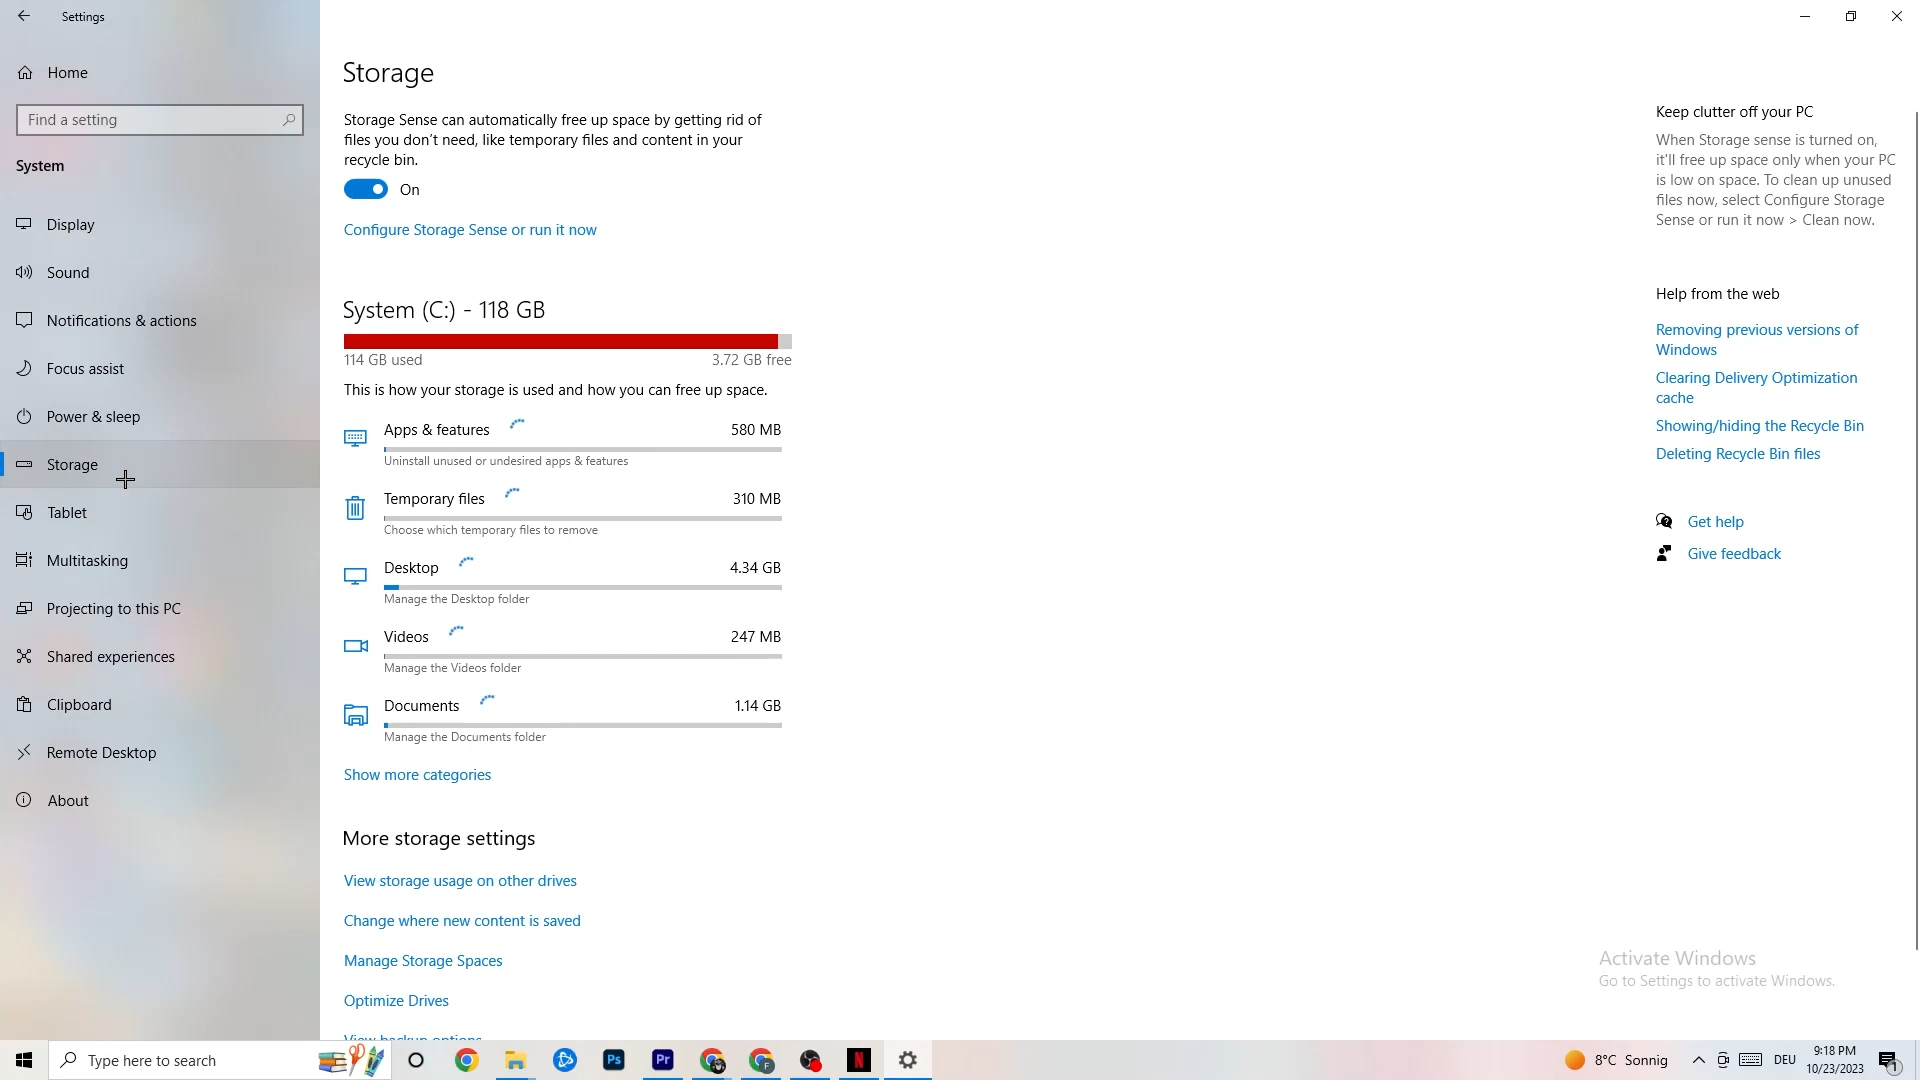 Settings
Home
Find a setting
System
Display
Sound
Notifications & actions
Focus assist
Power & sleep
Storage
Tablet
Multitasking
Projecting to this PC
Shared experiences
Clipboard
Remote Desktop
About
Storage
Storage Sense can automatically free up space by getting rid of
files you don't need, like temporary files and content in your
recycle bin.
On
Configure Storage Sense or run it now
System (C:) - 118 GB
114 GB used
3.72 GB free
This is how your storage is used and how you can free up space.
Apps & features
580 MB
Uninstall unused or undesired apps & features
Temporary files
310 MB
Choose which temporary files to remove
Desktop
4.34 GB
Manage the Desktop folder
Videos
247 MB
Manage the Videos folder
Documents
1.14 GB
Manage the Documents folder
Show more categories
More storage settings
View storage usage on other drives
Change where new content is saved
Manage Storage Spaces
Optimize Drives
View backup options
Keep clutter off your PC
When Storage sense is turned on,
it'll free up space only when your PC
is low on space. To clean up unused
files now, select Configure Storage
Sense or run it now > Clean now.
Help from the web
Removing previous versions of
Windows
Clearing Delivery Optimization
cache
Showing/hiding the Recycle Bin
Deleting Recycle Bin files
Get help
Give feedback
Activate Windows
Go to Settings to activate Windows.
Type here to search
Ps
Pr
F
N
8°C Sonnig
DEU
9:18 PM
10/23/2023
1